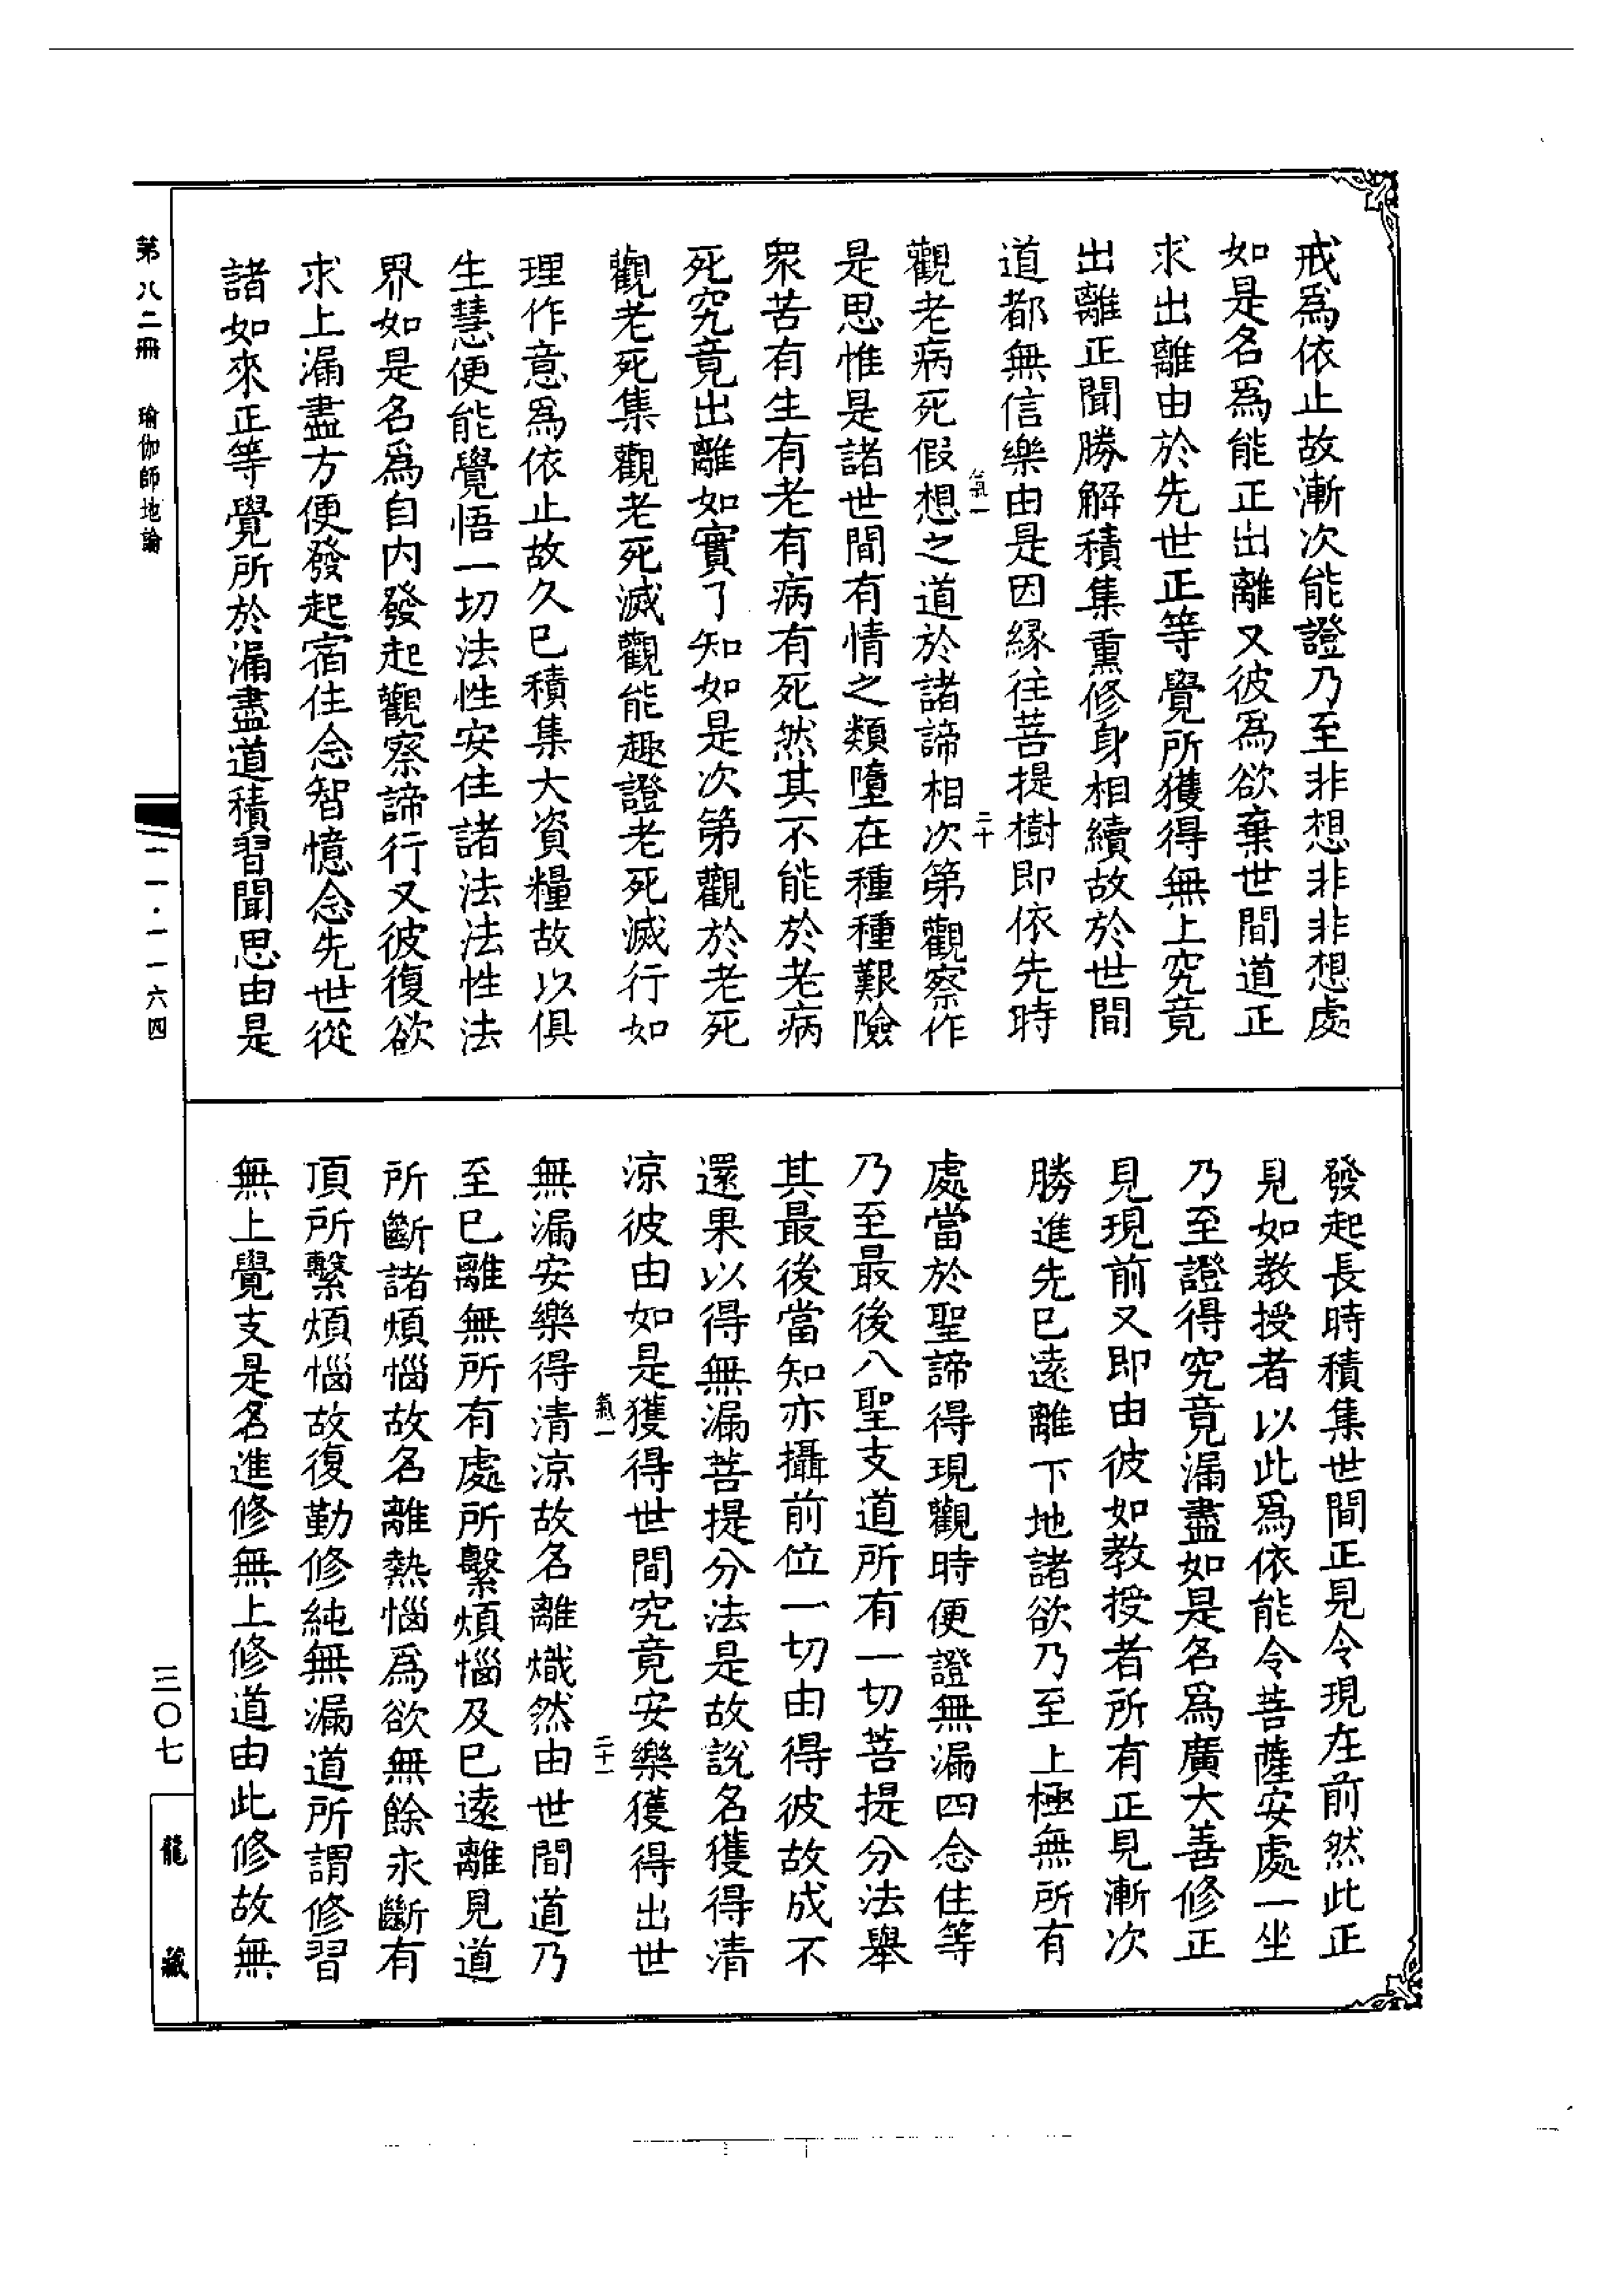 戒爲依止故漸次能證乃至非想非非想處
如是名爲能正出離又彼爲欲棄世間道正
求出離由於先世正等覺所獲得無上究竟
出離正聞勝解積集熏修身相續故於世間
道都無信樂由是因緣往菩提樹即依先時
氣一
二十
觀老病死假想之道於諸諦相次第觀察作
是思惟是諸世間有情之類墮在種種艱險
衆苦有生有老有病有死然其不能於老病
死究竟出離如實了知如是次第觀於老死
觀老死集觀老死滅觀能趣證老死滅行如
理作意爲依止故久已積集大資糧故以俱
生慧便能覺悟一切法性安住諸法法性法
界如是名爲自內發起觀察諦行又彼復欲
求上漏盡方便發起宿住念智憶念先世從
諸如來正等覺所於漏盡道積習聞思由是
發起長時積集世間正見令現在前然此正
見如教授者以此爲依能令菩薩安處一坐
乃至證得究竟漏盡如是名爲廣大善修正
見現前又即由彼如教授者所有正見漸次
勝進先已遠離下地諸欲乃至上極無所有
處當於聖諦得現觀時便證無漏四念住等
乃至最後八聖支道所有一切菩提分法舉
其最後當知亦攝前位一切由得彼故成不
還果以得無漏菩提分法是故說名獲得清
涼彼由如是獲得世間究竟安樂獲得出世
氣一
二十一
無漏安樂得清涼故名離熾然由世間道乃
至已離無所有處所繫煩惱及已遠離見道
所斷諸煩惱故名離熱惱爲欲無餘永斷有
頂所繫煩惱故復勤修純無漏道所謂修習
無上覺支是名進修無上修道由此修故無
第八二冊 瑜伽師地論
一一一·一一六四
三〇七
龍藏